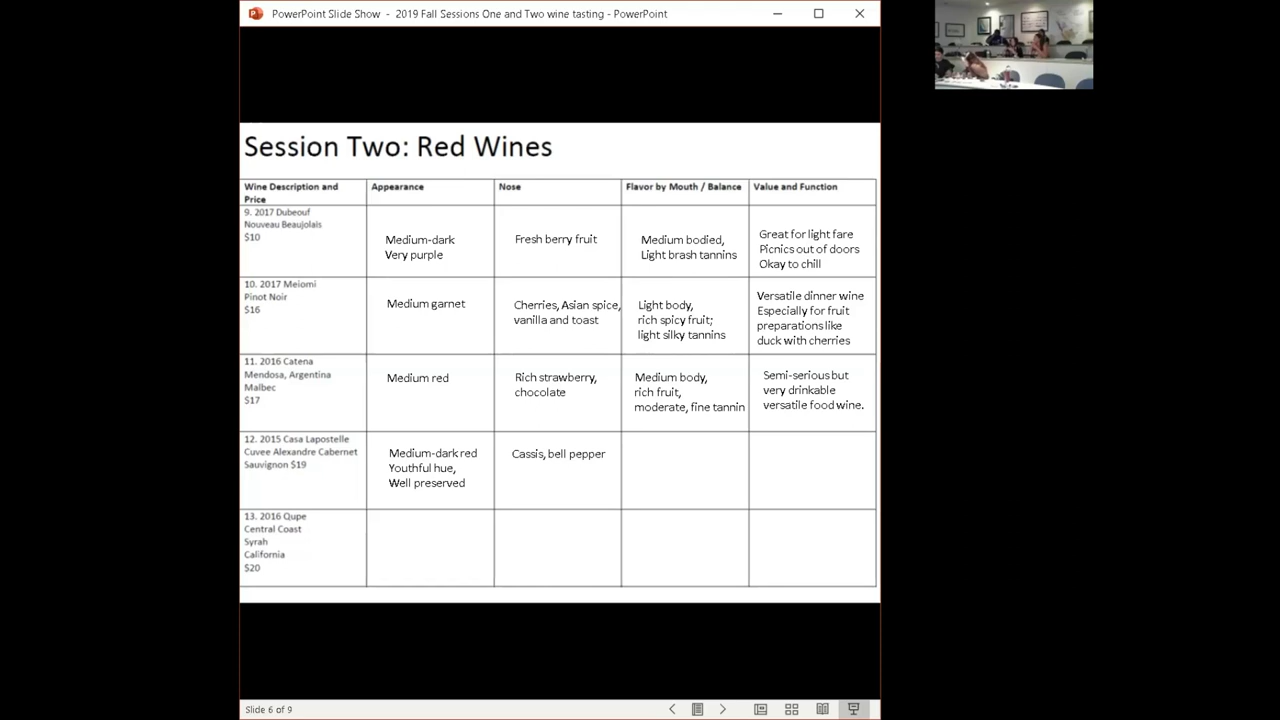 PowerPoint Slide Show - 2019 Fall Sessions One and Two wine tasting - PowerPoint
Session Two: Red Wines
Wine Description and
Price
Appearance
Nose
Flavor by Mouth / Balance
Value and Function
9. 2017 Dubeouf
Nouveau Beaujolais
$10
Medium-dark
Very purple
Fresh berry fruit
Medium bodied,
Light brash tannins
Great for light fare
Picnics out of doors
Okay to chill
10. 2017 Meiomi
Pinot Noir
$16
Medium garnet
Cherries, Asian spice,
vanilla and toast
Light body,
rich spicy fruit;
light silky tannins
Versatile dinner wine
Especially for fruit
preparations like
duck with cherries
11. 2016 Catena
Mendosa, Argentina
Malbec
$17
Medium red
Rich strawberry,
chocolate
Medium body,
rich fruit,
moderate, fine tannin
Semi-serious but
very drinkable
versatile food wine.
12. 2015 Casa Lapostelle
Cuvee Alexandre Cabernet
Sauvignon $19
Medium-dark red
Youthful hue,
Well preserved
Cassis, bell pepper
13. 2016 Qupe
Central Coast
Syrah
California
$20
Slide 6 of 9